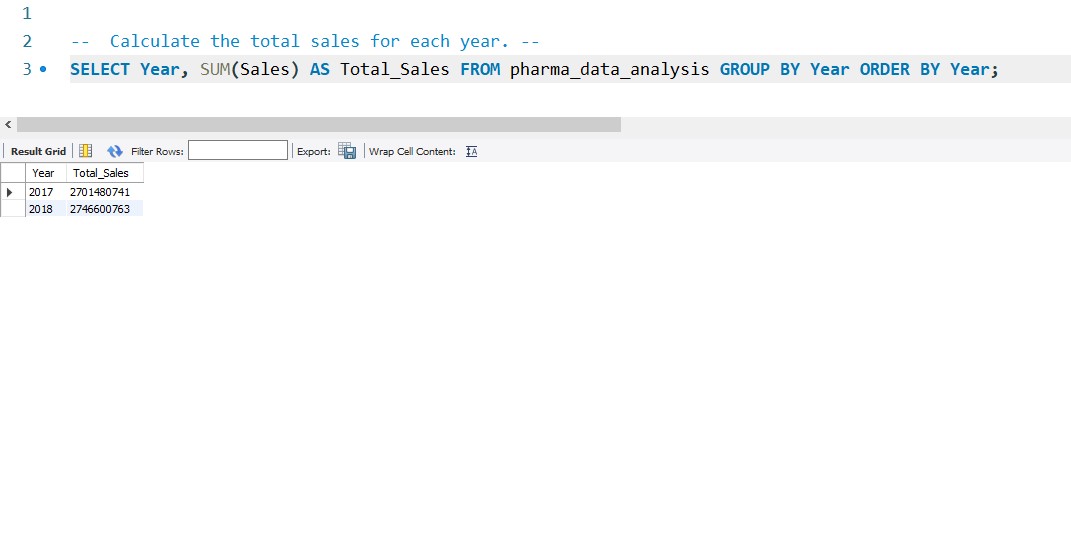 1
2 -- Calculate the total sales for each year. --
3 SELECT Year, SUM(Sales) AS Total_Sales FROM pharma_data_analysis GROUP BY Year ORDER BY Year;
Result Grid Filter Rows: Export: Wrap Cell Content: IA
Year Total_Sales
2017 2701480741
2018 2746600763